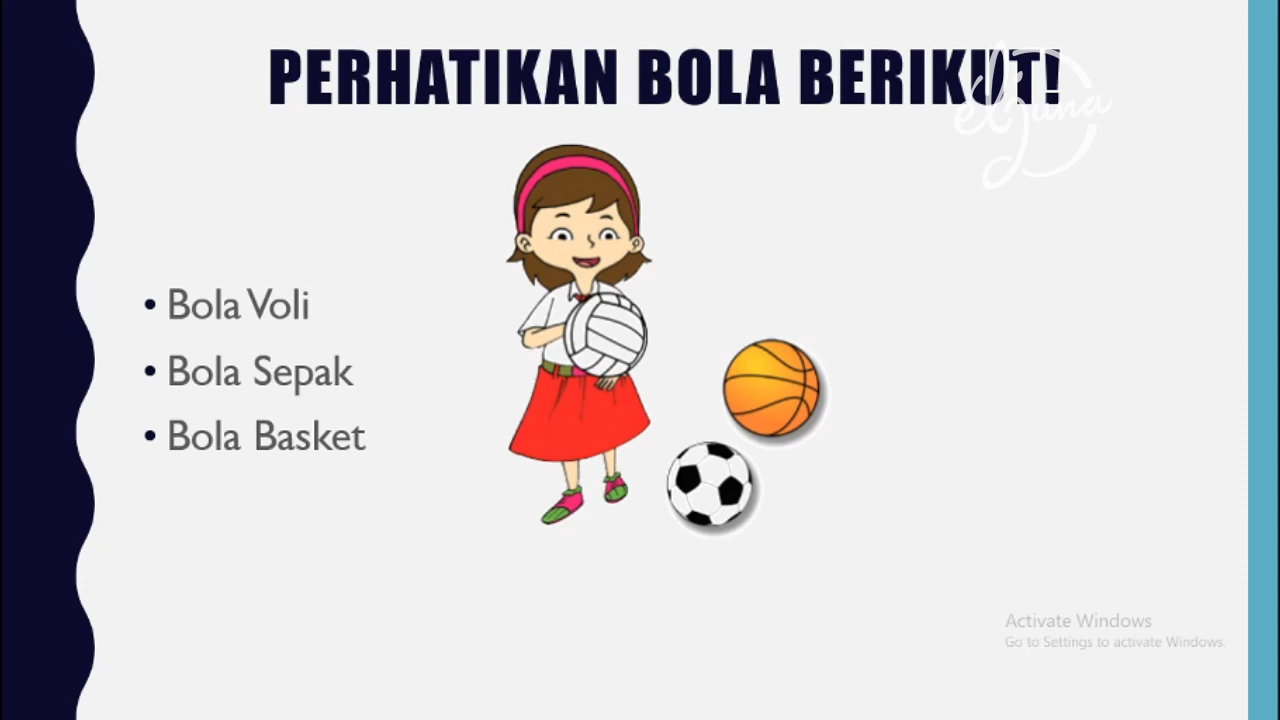 PERHATIKAN BOLA BERIKUT!
• Bola Voli
• Bola Sepak
• Bola Basket
Activate Windows
Go to Settings to activate Windows.